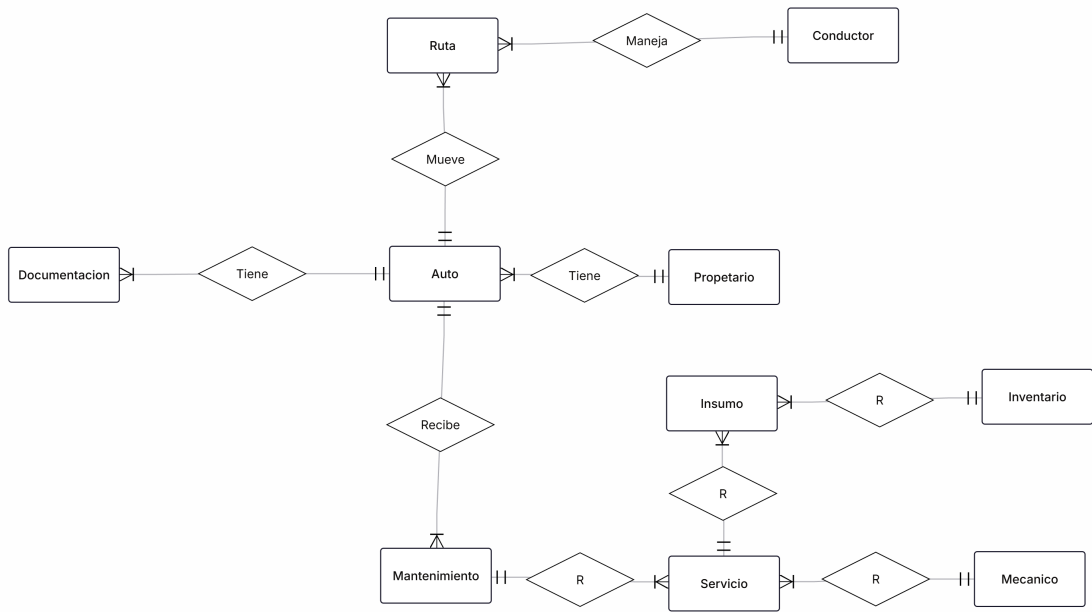 Ruta
Maneja
Conductor
Mueve
Documentacion
Tiene
Auto
Tiene
Propetario
Insumo
R
Inventario
Recibe
R
Mantenimiento
R
Servicio
R
Mecanico